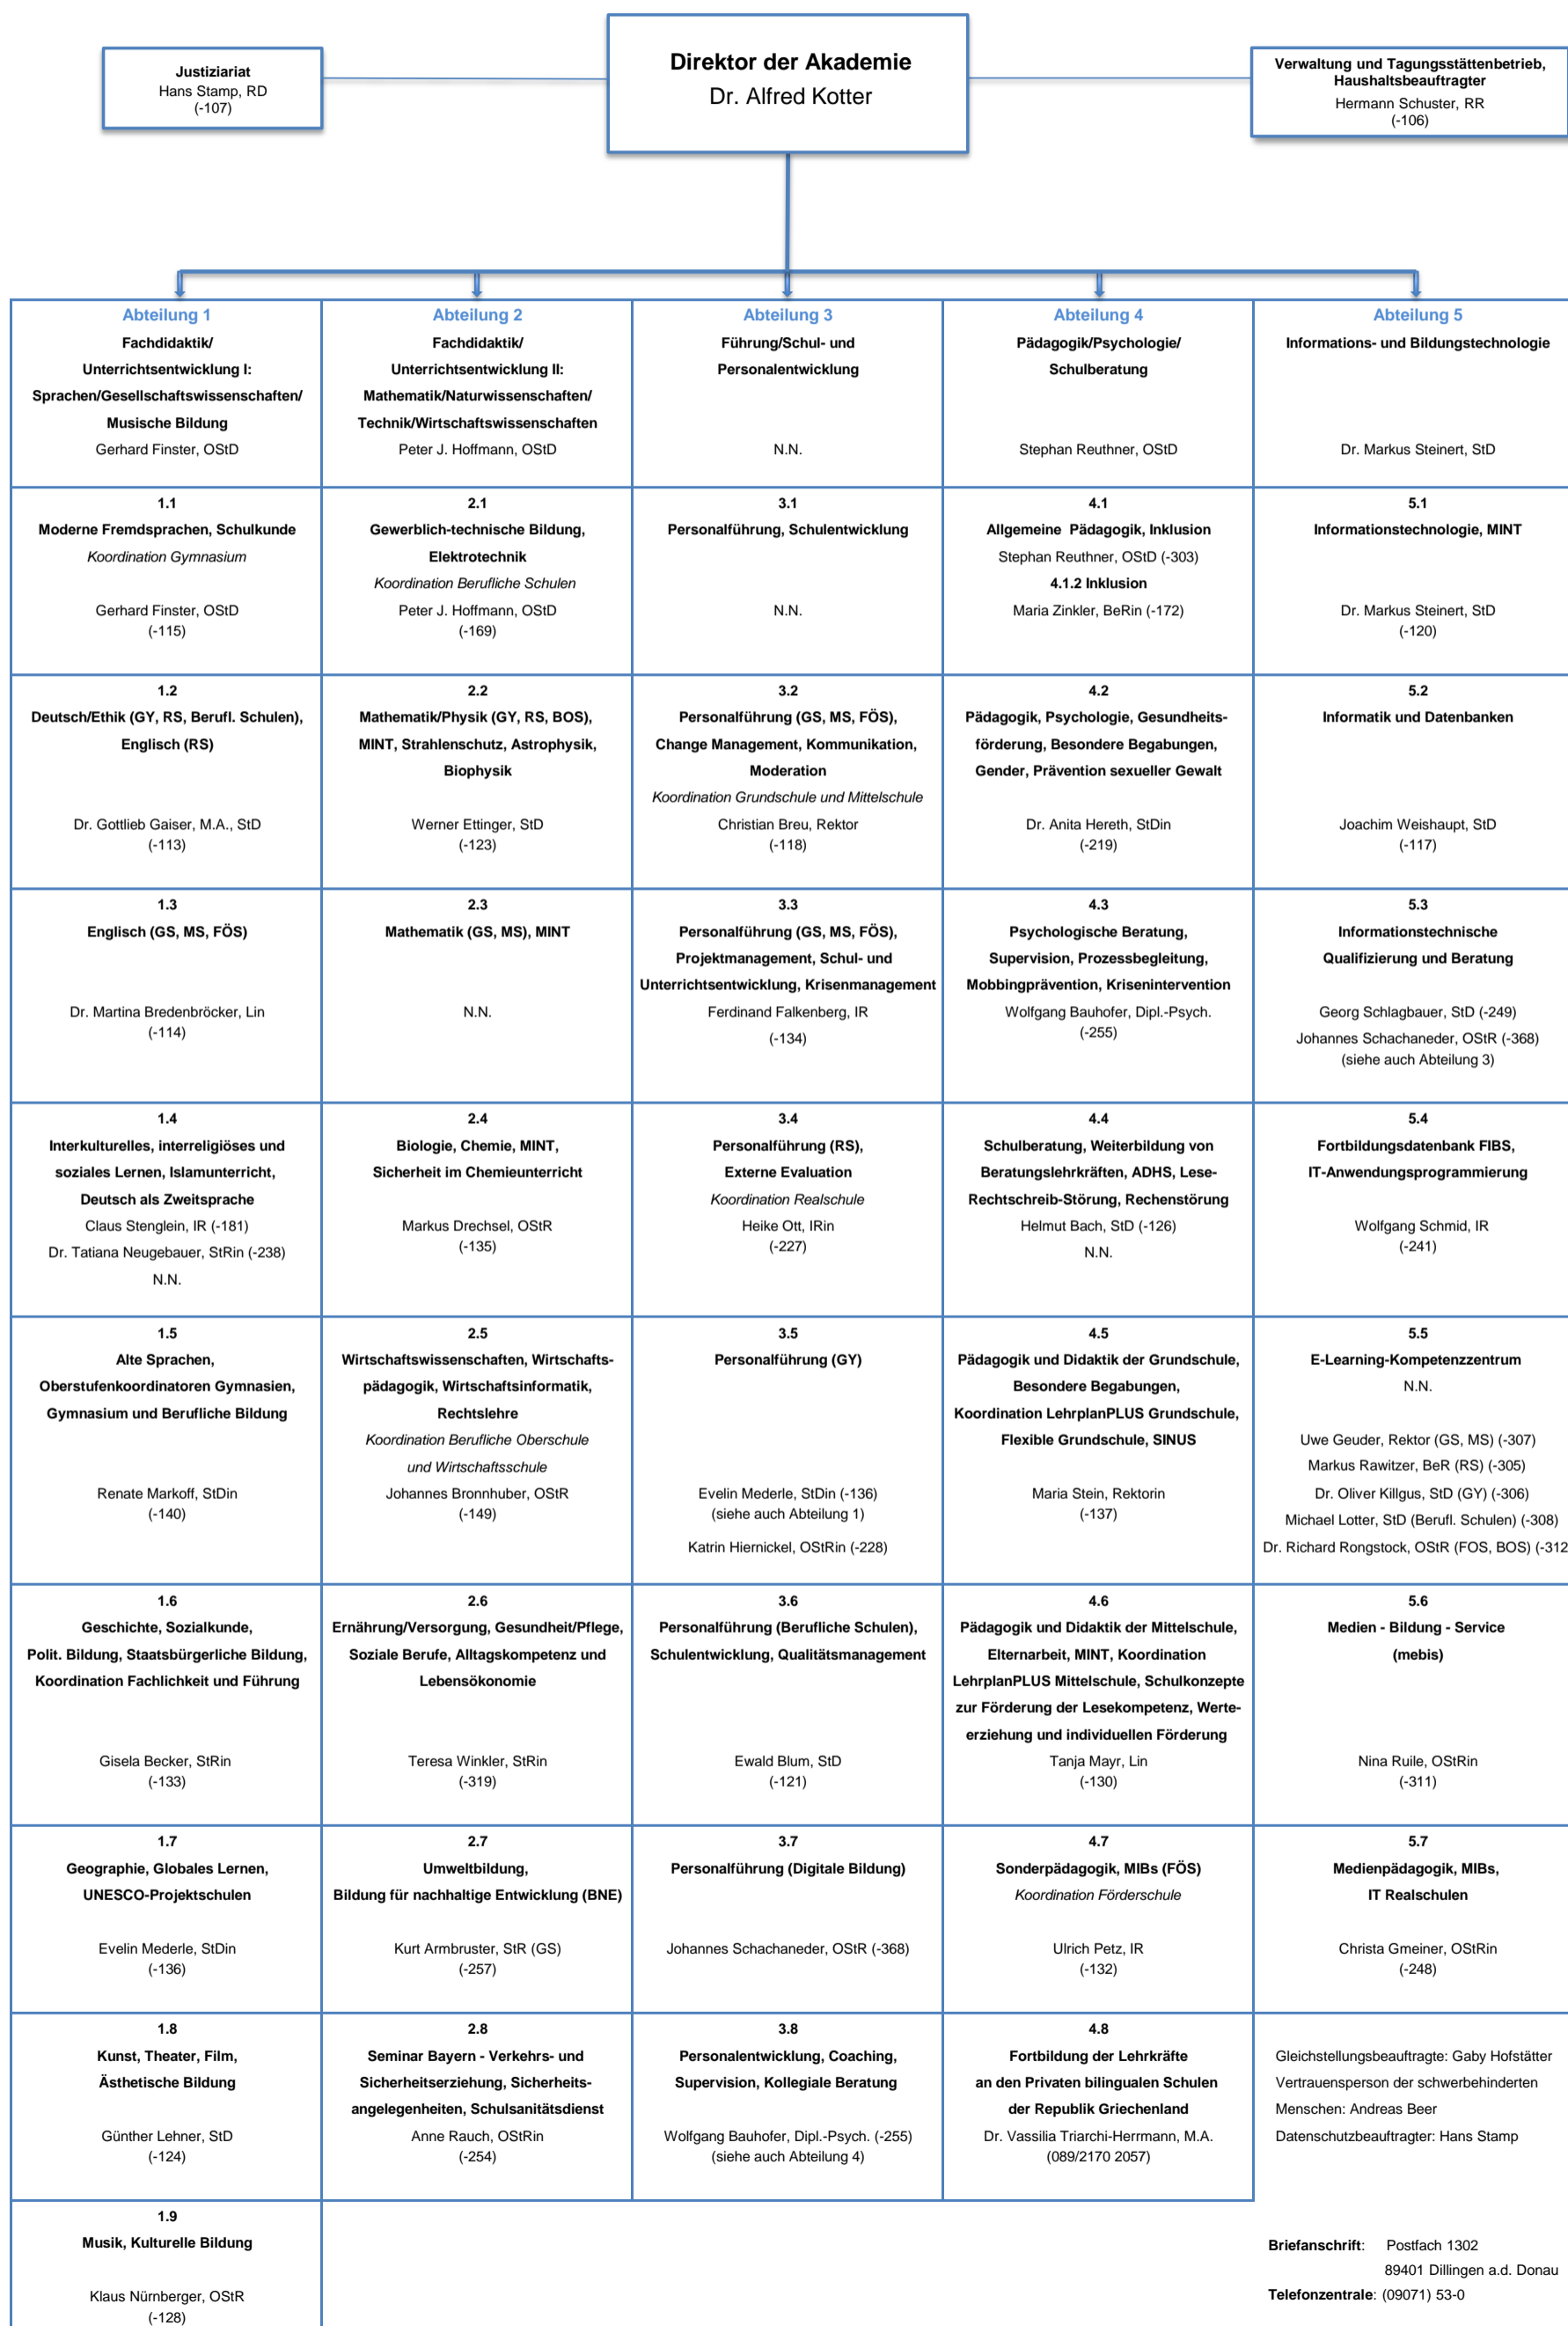 Justiziariat
Hans Stamp, RD
(-107)
Direktor der Akademie
Dr. Alfred Kotter
Verwaltung und Tagungsstättenbetrieb,
Haushaltsbeauftragter
Hermann Schuster, RR
(-106)
Abteilung 1
Fachdidaktik/
Unterrichtsentwicklung I:
Sprachen/Gesellschaftswissenschaften/
Musische Bildung
Gerhard Finster, OStD
Abteilung 2
Fachdidaktik/
Unterrichtsentwicklung II:
Mathematik/Naturwissenschaften/
Technik/Wirtschaftswissenschaften
Peter J. Hoffmann, OStD
Abteilung 3
Führung/Schul- und
Personalentwicklung
N.N.
Abteilung 4
Pädagogik/Psychologie/
Schulberatung
Stephan Reuthner, OStD
Abteilung 5
Informations- und Bildungstechnologie
Dr. Markus Steinert, StD
1.1
Moderne Fremdsprachen, Schulkunde
Koordination Gymnasium
Gerhard Finster, OStD
(-115)
2.1
Gewerblich-technische Bildung,
Elektrotechnik
Koordination Berufliche Schulen
Peter J. Hoffmann, OStD
(-169)
3.1
Personalführung, Schulentwicklung
N.N.
4.1
Allgemeine Pädagogik, Inklusion
Stephan Reuthner, OStD (-303)
4.1.2 Inklusion
Maria Zinkler, BeRin (-172)
5.1
Informationstechnologie, MINT
Dr. Markus Steinert, StD
(-120)
1.2
Deutsch/Ethik (GY, RS, Berufl. Schulen),
Englisch (RS)
Dr. Gottlieb Gaiser, M.A., StD
(-113)
2.2
Mathematik/Physik (GY, RS, BOS),
MINT, Strahlenschutz, Astrophysik,
Biophysik
Werner Ettinger, StD
(-123)
3.2
Personalführung (GS, MS, FÖS),
Change Management, Kommunikation,
Moderation
Koordination Grundschule und Mittelschule
Christian Breu, Rektor
(-118)
4.2
Pädagogik, Psychologie, Gesundheits-
förderung, Besondere Begabungen,
Gender, Prävention sexueller Gewalt
Dr. Anita Hereth, StDin
(-219)
5.2
Informatik und Datenbanken
Joachim Weishaupt, StD
(-117)
1.3
Englisch (GS, MS, FÖS)
Dr. Martina Bredenbröcker, Lin
(-114)
2.3
Mathematik (GS, MS), MINT
N.N.
3.3
Personalführung (GS, MS, FÖS),
Projektmanagement, Schul- und
Unterrichtsentwicklung, Krisenmanagement
Ferdinand Falkenberg, IR
(-134)
4.3
Psychologische Beratung,
Supervision, Prozessbegleitung,
Mobbingprävention, Krisenintervention
Wolfgang Bauhofer, Dipl.-Psych.
(-255)
5.3
Informationstechnische
Qualifizierung und Beratung
Georg Schlagbauer, StD (-249)
Johannes Schachaneder, OStR (-368)
(siehe auch Abteilung 3)
1.4
Interkulturelles, interreligiöses und
soziales Lernen, Islamunterricht,
Deutsch als Zweitsprache
Claus Stenglein, IR (-181)
Dr. Tatiana Neugebauer, StRin (-238)
N.N.
2.4
Biologie, Chemie, MINT,
Sicherheit im Chemieunterricht
Markus Drechsel, OStR
(-135)
3.4
Personalführung (RS),
Externe Evaluation
Koordination Realschule
Heike Ott, IRin
(-227)
4.4
Schulberatung, Weiterbildung von
Beratungslehrkräften, ADHS, Lese-
Rechtschreib-Störung, Rechenstörung
Helmut Bach, StD (-126)
N.N.
5.4
Fortbildungsdatenbank FIBS,
IT-Anwendungsprogrammierung
Wolfgang Schmid, IR
(-241)
1.5
Alte Sprachen,
Oberstufenkoordinatoren Gymnasien,
Gymnasium und Berufliche Bildung
Renate Markoff, StDin
(-140)
2.5
Wirtschaftswissenschaften, Wirtschafts-
pädagogik, Wirtschaftsinformatik,
Rechtslehre
Koordination Berufliche Oberschule
und Wirtschaftsschule
Johannes Bronnhuber, OStR
(-149)
3.5
Personalführung (GY)
Evelin Mederle, StDin (-136)
(siehe auch Abteilung 1)
Katrin Hiernickel, OStRin (-228)
4.5
Pädagogik und Didaktik der Grundschule,
Besondere Begabungen,
Koordination LehrplanPLUS Grundschule,
Flexible Grundschule, SINUS
Maria Stein, Rektorin
(-137)
5.5
E-Learning-Kompetenzzentrum
N.N.
Uwe Geuder, Rektor (GS, MS) (-307)
Markus Rawitzer, BeR (RS) (-305)
Dr. Oliver Killgus, StD (GY) (-306)
Michael Lotter, StD (Berufl. Schulen) (-308)
Dr. Richard Rongstock, OStR (FOS, BOS) (-312
1.6
Geschichte, Sozialkunde,
Polit. Bildung, Staatsbürgerliche Bildung,
Koordination Fachlichkeit und Führung
Gisela Becker, StRin
(-133)
2.6
Ernährung/Versorgung, Gesundheit/Pflege,
Soziale Berufe, Alltagskompetenz und
Lebensökonomie
Teresa Winkler, StRin
(-319)
3.6
Personalführung (Berufliche Schulen),
Schulentwicklung, Qualitätsmanagement
Ewald Blum, StD
(-121)
4.6
Pädagogik und Didaktik der Mittelschule,
Elternarbeit, MINT, Koordination
LehrplanPLUS Mittelschule, Schulkonzepte
zur Förderung der Lesekompetenz, Werte-
erziehung und individuellen Förderung
Tanja Mayr, Lin
(-130)
5.6
Medien - Bildung - Service
(mebis)
Nina Ruile, OStRin
(-311)
1.7
Geographie, Globales Lernen,
UNESCO-Projektschulen
Evelin Mederle, StDin
(-136)
2.7
Umweltbildung,
Bildung für nachhaltige Entwicklung (BNE)
Kurt Armbruster, StR (GS)
(-257)
3.7
Personalführung (Digitale Bildung)
Johannes Schachaneder, OStR (-368)
4.7
Sonderpädagogik, MIBs (FÖS)
Koordination Förderschule
Ulrich Petz, IR
(-132)
5.7
Medienpädagogik, MIBs,
IT Realschulen
Christa Gmeiner, OStRin
(-248)
1.8
Kunst, Theater, Film,
Ästhetische Bildung
Günther Lehner, StD
(-124)
2.8
Seminar Bayern - Verkehrs- und
Sicherheitserziehung, Sicherheits-
angelegenheiten, Schulsanitätsdienst
Anne Rauch, OStRin
(-254)
3.8
Personalentwicklung, Coaching,
Supervision, Kollegiale Beratung
Wolfgang Bauhofer, Dipl.-Psych. (-255)
(siehe auch Abteilung 4)
4.8
Fortbildung der Lehrkräfte
an den Privaten bilingualen Schulen
der Republik Griechenland
Dr. Vassilia Triarchi-Herrmann, M.A.
(089/2170 2057)
Gleichstellungsbeauftragte: Gaby Hofstätter
Vertrauensperson der schwerbehinderten
Menschen: Andreas Beer
Datenschutzbeauftragter: Hans Stamp
1.9
Musik, Kulturelle Bildung
Klaus Nürnberger, OStR
(-128)
Briefanschrift: Postfach 1302
89401 Dillingen a.d. Donau
Telefonzentrale: (09071) 53-0